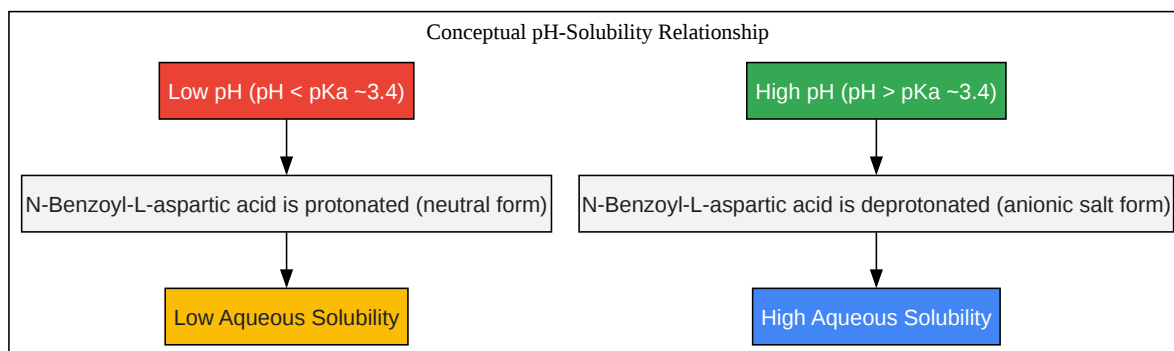 Conceptual pH-Solubility Relationship
Low pH (pH < pKa ~3.4)
High pH (pH > pKa ~3.4)
N-Benzoyl-L-aspartic acid is protonated (neutral form)
N-Benzoyl-L-aspartic acid is deprotonated (anionic salt form)
Low Aqueous Solubility
High Aqueous Solubility